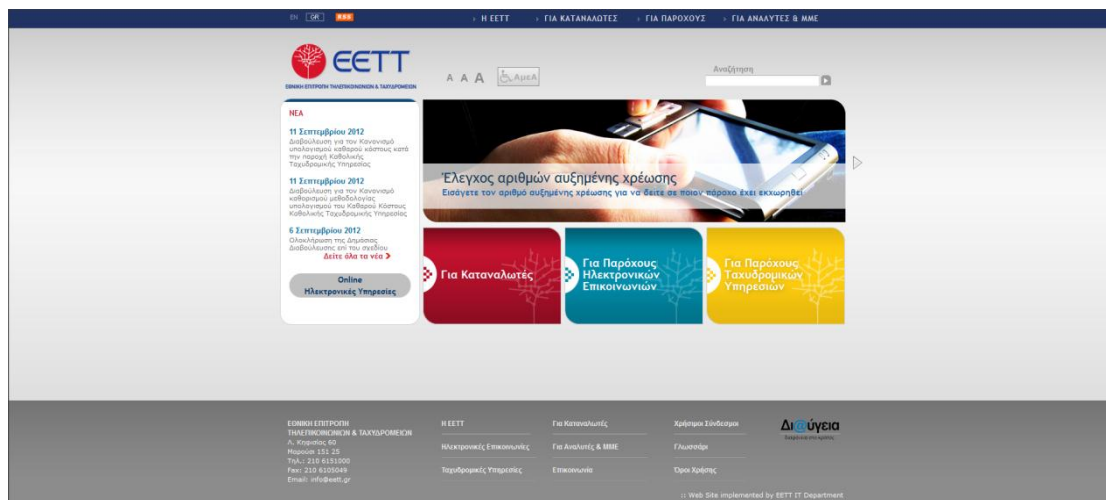 EN GR RSS
Η ΕΕΤΤ ΓΙΑ ΚΑΤΑΝΑΛΩΤΕΣ ΓΙΑ ΠΑΡΟΧΟΥΣ ΓΙΑ ΑΝΑΛΥΤΕΣ & ΜΜΕ
ΕΕΤΤ
ΕΘΝΙΚΗ ΕΠΙΤΡΟΠΗ ΤΗΛΕΠΙΚΟΙΝΩΝΙΩΝ & ΤΑΧΥΔΡΟΜΕΙΩΝ
A A A ΑμεΑ
Αναζήτηση
ΝΕΑ
11 Σεπτεμβρίου 2012
Διαβούλευση για τον Κανονισμό
υπολογισμού καθαρού κόστους κατά
την παροχή Καθολικής
Ταχυδρομικής Υπηρεσίας
11 Σεπτεμβρίου 2012
Διαβούλευση για τον Κανονισμό
καθορισμού μεθοδολογίας
υπολογισμού του Καθαρού Κόστους
Καθολικής Ταχυδρομικής Υπηρεσίας
6 Σεπτεμβρίου 2012
Ολοκλήρωση της Δημόσιας
Διαβούλευσης επί του σχεδίου
Δείτε όλα τα νέα
Online
Ηλεκτρονικές Υπηρεσίες
Έλεγχος αριθμών αυξημένης χρέωσης
Εισάγετε τον αριθμό αυξημένης χρέωσης για να δείτε σε ποιον πάροχο έχει εκχωρηθεί
Για Καταναλωτές
Για Παρόχους
Ηλεκτρονικών
Επικοινωνιών
Για Παρόχους
Ταχυδρομικών
Υπηρεσιών
ΕΘΝΙΚΗ ΕΠΙΤΡΟΠΗ
ΤΗΛΕΠΙΚΟΙΝΩΝΙΩΝ & ΤΑΧΥΔΡΟΜΕΙΩΝ
Λ. Κηφισίας 60
Μαρούσι 151 25
Τηλ.: 210 6151000
Fax: 210 6105049
Email: info@eett.gr
Η ΕΕΤΤ
Ηλεκτρονικές Επικοινωνίες
Ταχυδρομικές Υπηρεσίες
Για Καταναλωτές
Για Αναλυτές & ΜΜΕ
Επικοινωνία
Χρήσιμοι Σύνδεσμοι
Γλωσσάρι
Όροι Χρήσης
Δι@ύγεια
:: Web Site implemented by EETT IT Department